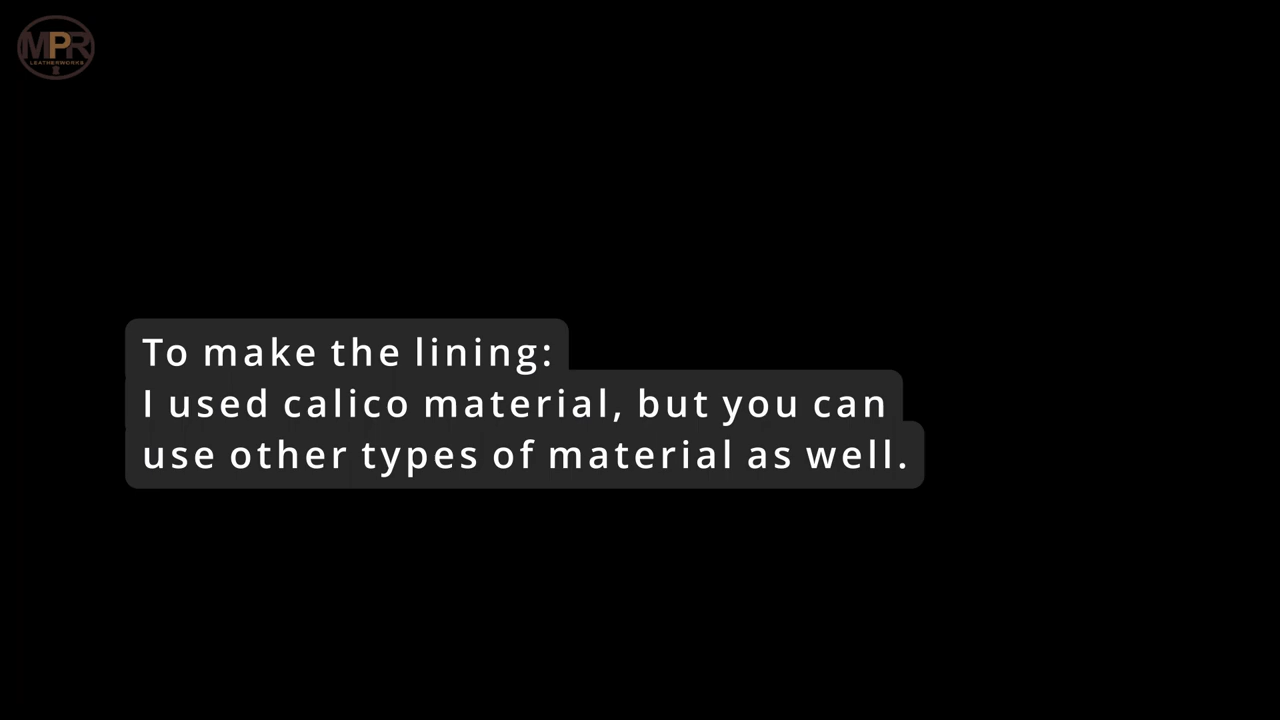 MPR
LEATHERWORKS
To make the lining:
I used calico material, but you can
use other types of material as well.